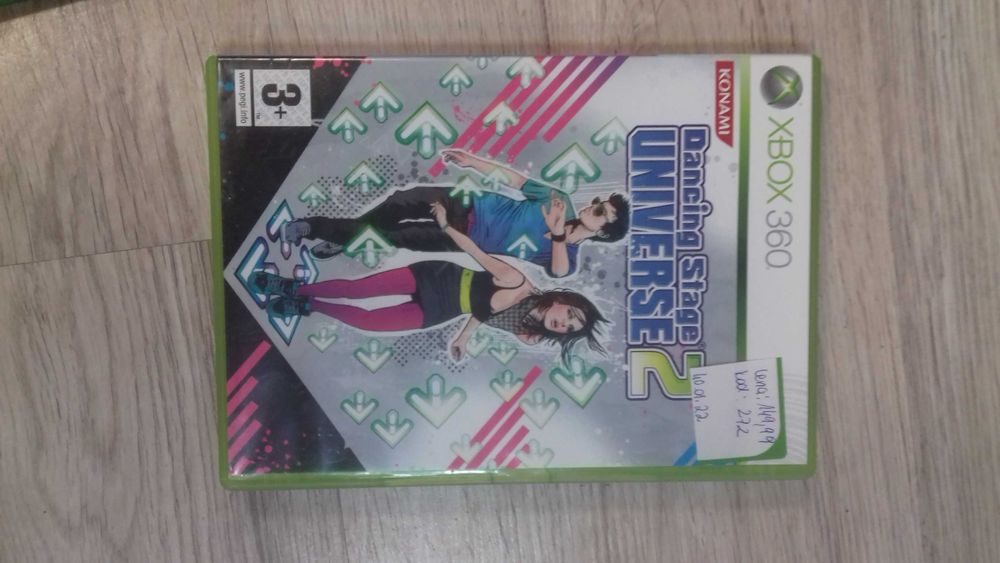 XBOX 360
KONAMI
Dancing Stage
UNIVERSE 2
Cena: 149,99
kod: 272
10.01.22
3+
www.pegi.info